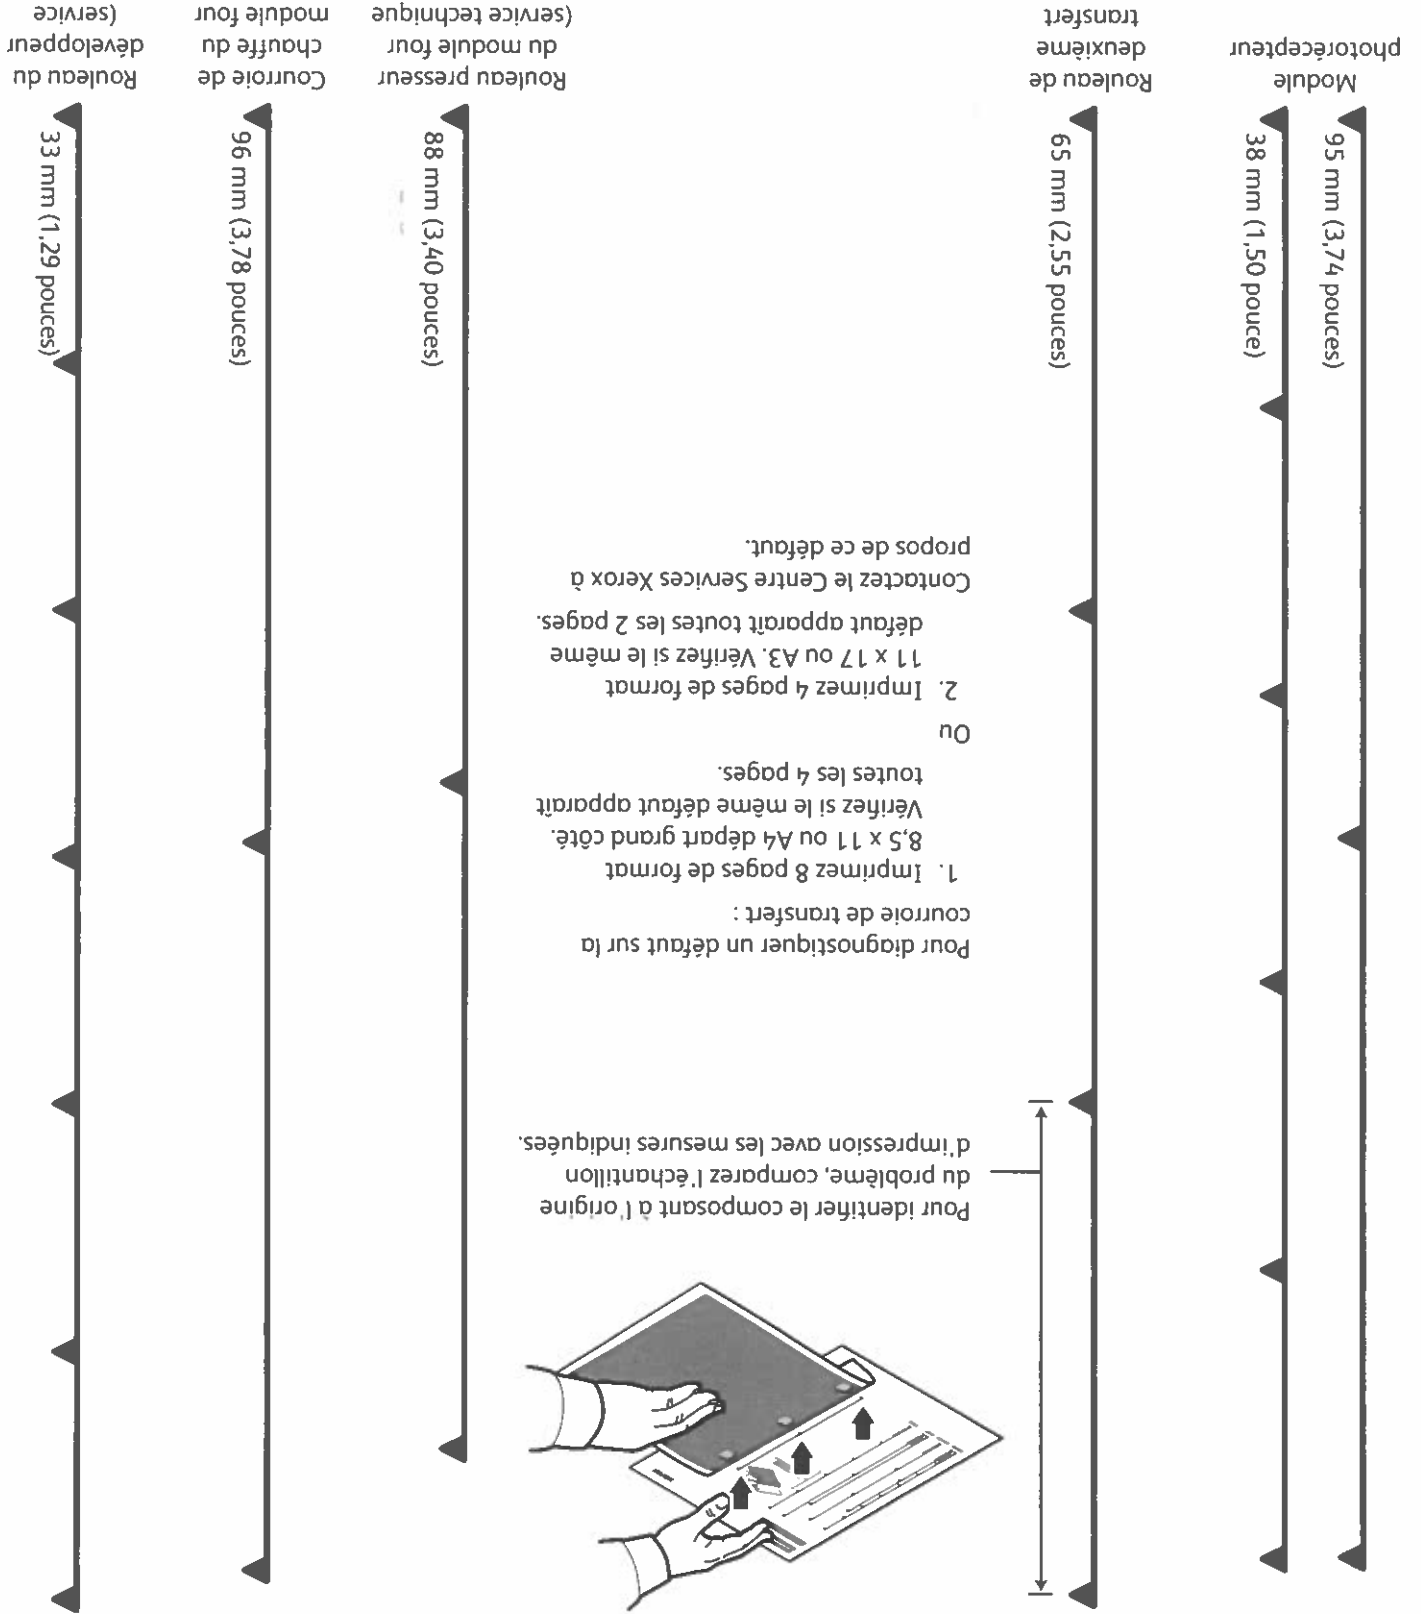 Pour identifier le composant à l'origine
du problème, comparez l'échantillon
d'impression avec les mesures indiquées.
Pour diagnostiquer un défaut sur la
courroie de transfert :
1. Imprimez 8 pages de format
8,5 x 11 ou A4 départ grand côté.
Vérifiez si le même défaut apparaît
toutes les 4 pages.
Ou
2. Imprimez 4 pages de format
11 x 17 ou A3. Vérifiez si le même
défaut apparaît toutes les 2 pages.
Contactez le Centre Services Xerox à
propos de ce défaut.
95 mm (3,74 pouces)
38 mm (1,50 pouce)
Module
photorécepteur
65 mm (2,55 pouces)
Rouleau de
deuxième
transfert
88 mm (3,40 pouces)
Rouleau presseur
du module four
(service technique
96 mm (3,78 pouces)
Courroie de
chauffe du
module four
33 mm (1,29 pouces)
Rouleau du
développeur
(service